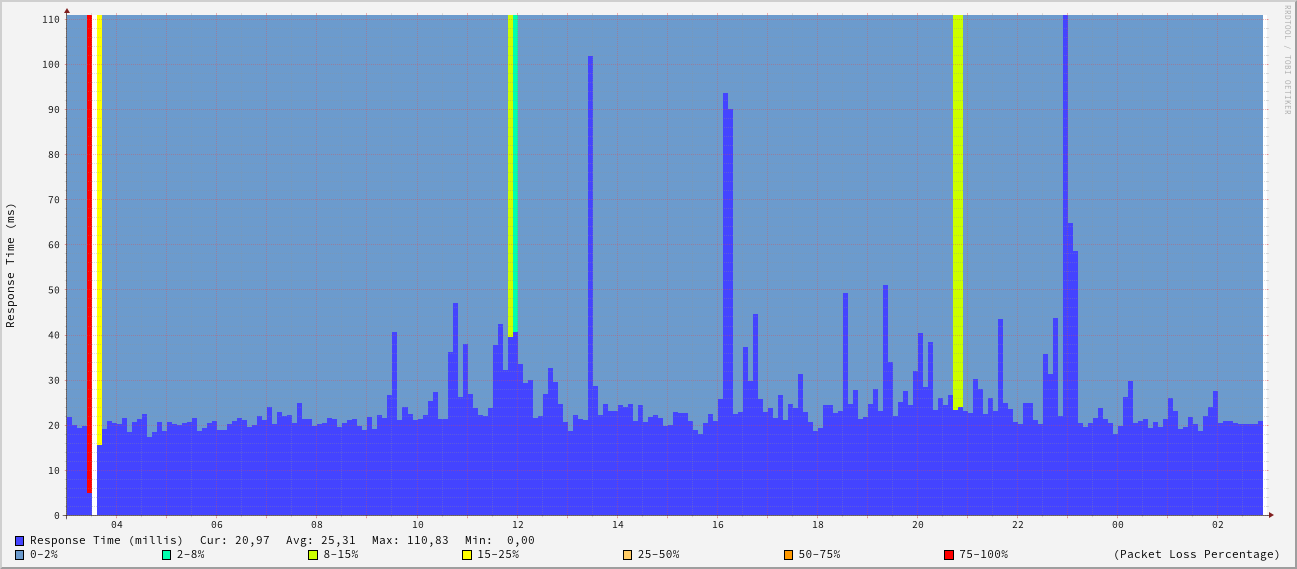 RRDTOOL / TOBI OETIKER
Response Time (ms)
110
100
90
80
70
60
50
40
30
20
10
0
04 06 08 10 12 14 16 18 20 22 00 02
Response Time (millis) Cur: 20,97 Avg: 25,31 Max: 110,83 Min: 0,00
0-2% 2-8% 8-15% 15-25% 25-50% 50-75% 75-100% (Packet Loss Percentage)